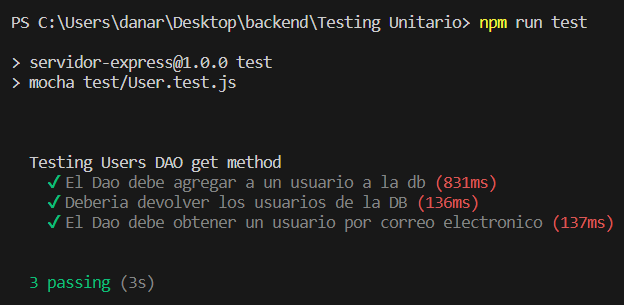 PS C:\Users\danar\Desktop\backend\Testing Unitario> npm run test
> servidor-express@1.0.0 test
> mocha test/User.test.js
Testing Users DAO get method
✓ El Dao debe agregar a un usuario a la db (831ms)
✓ Deberia devolver los usuarios de la DB (136ms)
✓ El Dao debe obtener un usuario por correo electronico (137ms)
3 passing (3s)